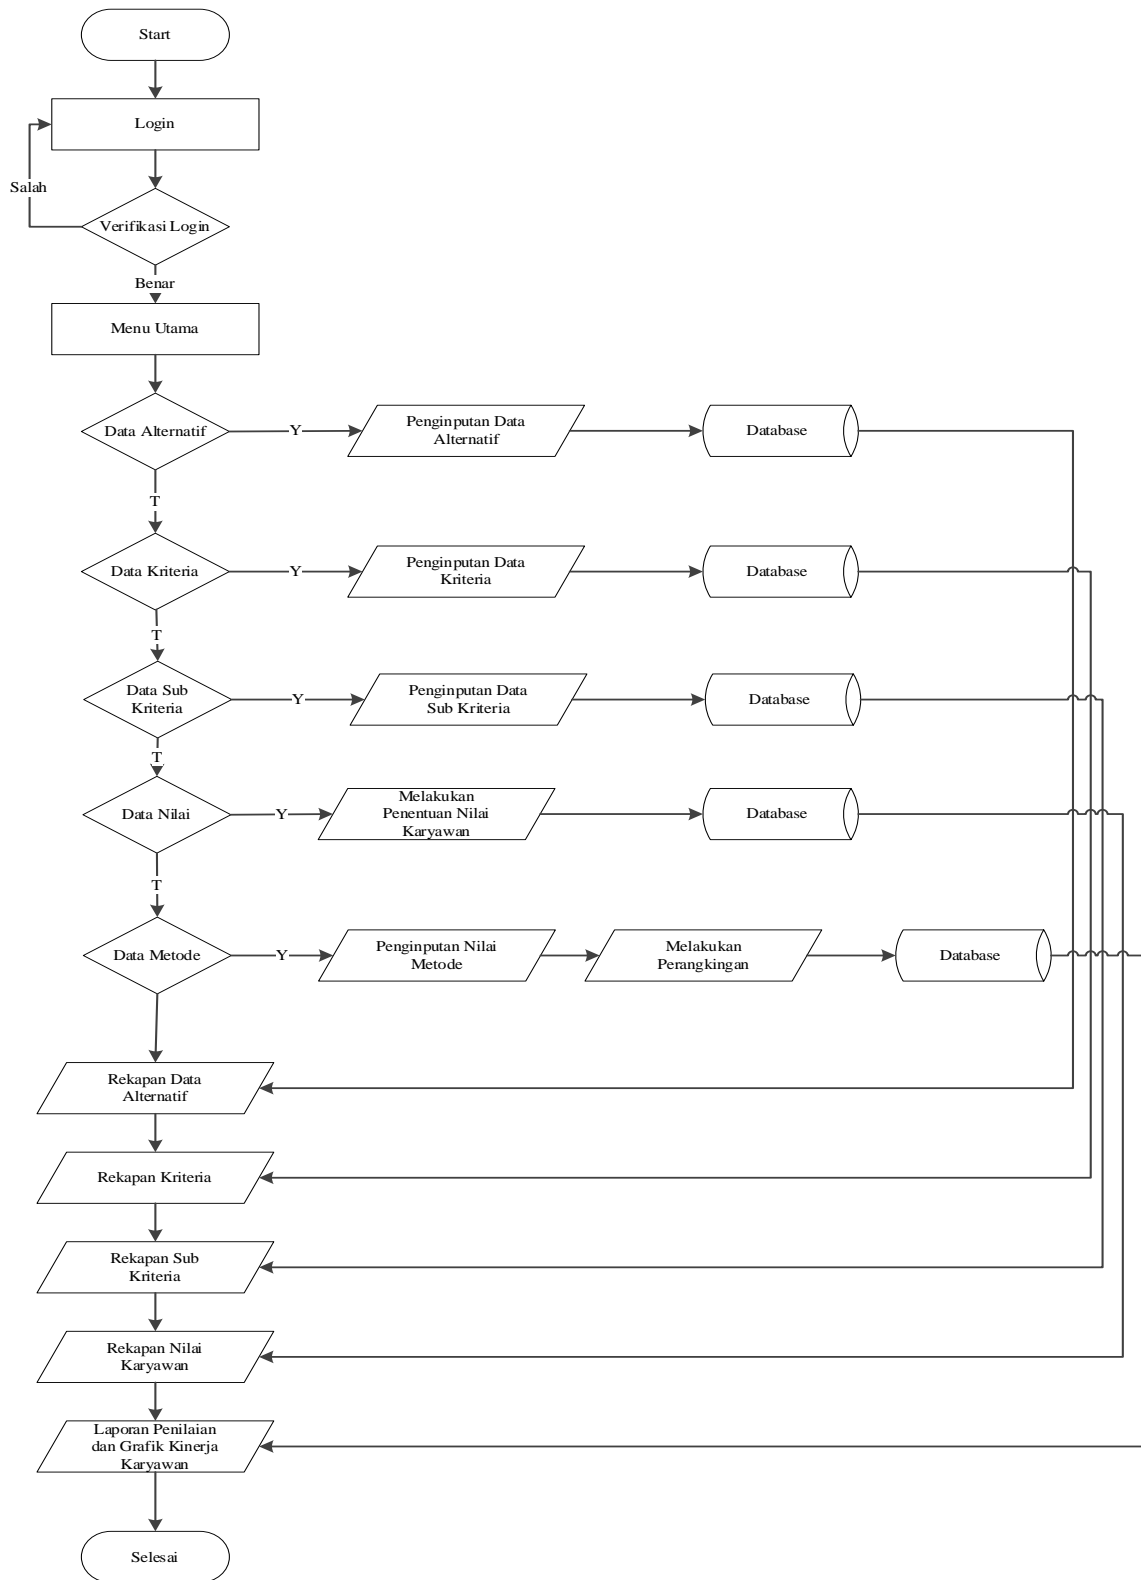 Start
Login
Salah
Verifikasi Login
Benar
Menu Utama
Data Alternatif
Y
Penginputan Data
Alternatif
Database
T
Data Kriteria
Y
Penginputan Data
Kriteria
Database
T
Data Sub
Kriteria
Y
Penginputan Data
Sub Kriteria
Database
T
Data Nilai
Y
Melakukan
Penentuan Nilai
Karyawan
Database
T
Data Metode
Y
Penginputan Nilai
Metode
Melakukan
Perangkingan
Database
Rekapan Data
Alternatif
Rekapan Kriteria
Rekapan Sub
Kriteria
Rekapan Nilai
Karyawan
Laporan Penilaian
dan Grafik Kinerja
Karyawan
Selesai